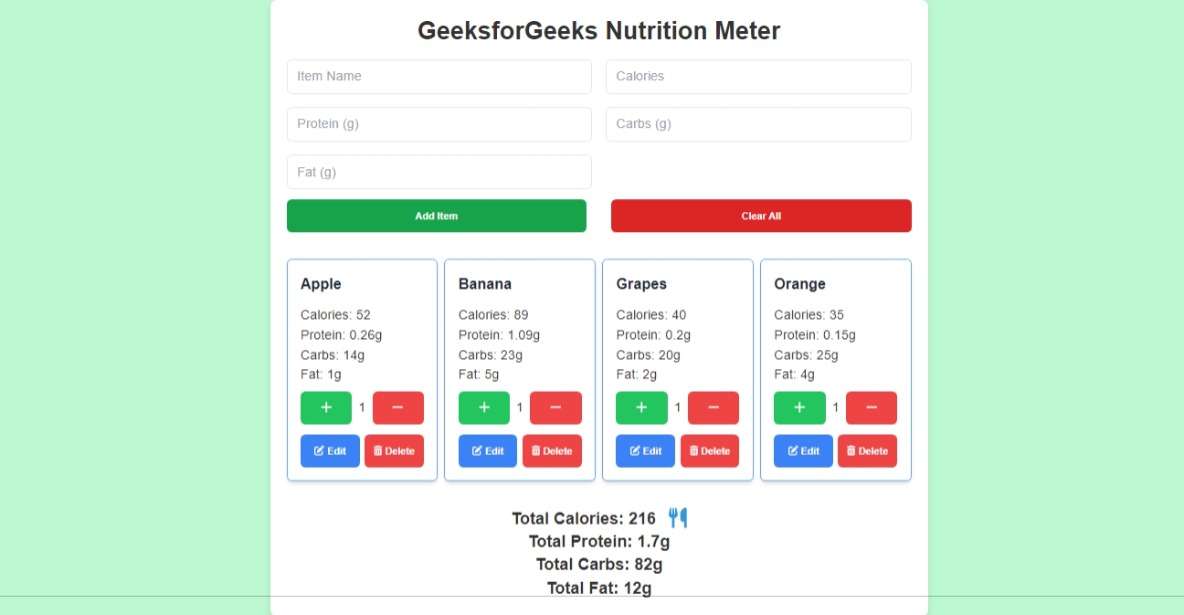 GeeksforGeeks Nutrition Meter
Item Name
Calories
Protein (g)
Carbs (g)
Fat (g)
Add Item
Clear All
Apple
Calories: 52
Protein: 0.26g
Carbs: 14g
Fat: 1g
+ 1 −
Edit Delete
Banana
Calories: 89
Protein: 1.09g
Carbs: 23g
Fat: 5g
+ 1 −
Edit Delete
Grapes
Calories: 40
Protein: 0.2g
Carbs: 20g
Fat: 2g
+ 1 −
Edit Delete
Orange
Calories: 35
Protein: 0.15g
Carbs: 25g
Fat: 4g
+ 1 −
Edit Delete
Total Calories: 216
Total Protein: 1.7g
Total Carbs: 82g
Total Fat: 12g